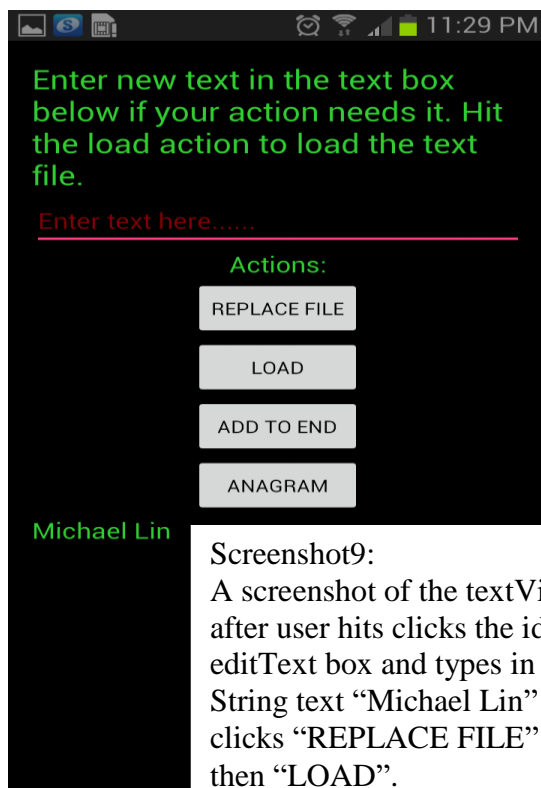 11:29 PM
Enter new text in the text box
below if your action needs it. Hit
the load action to load the text
file.
Enter text here......
Actions:
REPLACE FILE
LOAD
ADD TO END
ANAGRAM
Michael Lin
Screenshot9:
A screenshot of the
after user hits clicks the
editText box and types in
String text “Michael Lin”
clicks “REPLACE FILE”
then “LOAD”.